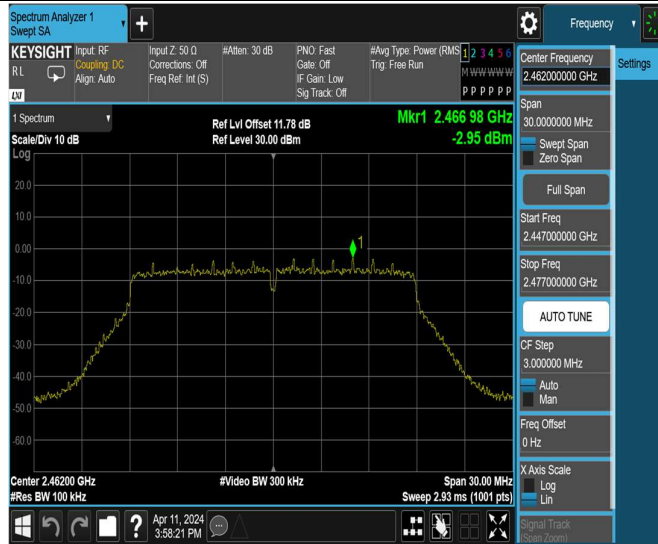 Spectrum Analyzer 1
Swept SA
+
Frequency
KEYSIGHT
Input: RF
Input Z: 50 Ω
#Atten: 30 dB
PNO: Fast
#Avg Type: Power (RMS
1 2 3 4 5 6
R L
Coupling: DC
Corrections: Off
Gate: Off
Trig: Free Run
M W W W W W
Align: Auto
Freq Ref: Int (S)
IF Gain: Low
Sig Track: Off
P P P P P P
LXI
1 Spectrum
Ref Lvl Offset 11.78 dB
Mkr1 2.466 98 GHz
Scale/Div 10 dB
Ref Level 30.00 dBm
-2.95 dBm
Log
20.0
10.0
0.00
-10.0
-20.0
-30.0
-40.0
-50.0
-60.0
1
Center 2.46200 GHz
#Video BW 300 kHz
Span 30.00 MHz
#Res BW 100 kHz
Sweep 2.93 ms (1001 pts)
Center Frequency
2.462000000 GHz
Settings
Span
30.0000000 MHz
Swept Span
Zero Span
Full Span
Start Freq
2.447000000 GHz
Stop Freq
2.477000000 GHz
AUTO TUNE
CF Step
3.000000 MHz
Auto
Man
Freq Offset
0 Hz
X Axis Scale
Log
Lin
Signal Track
(Span Zoom)
?
Apr 11, 2024
3:58:21 PM